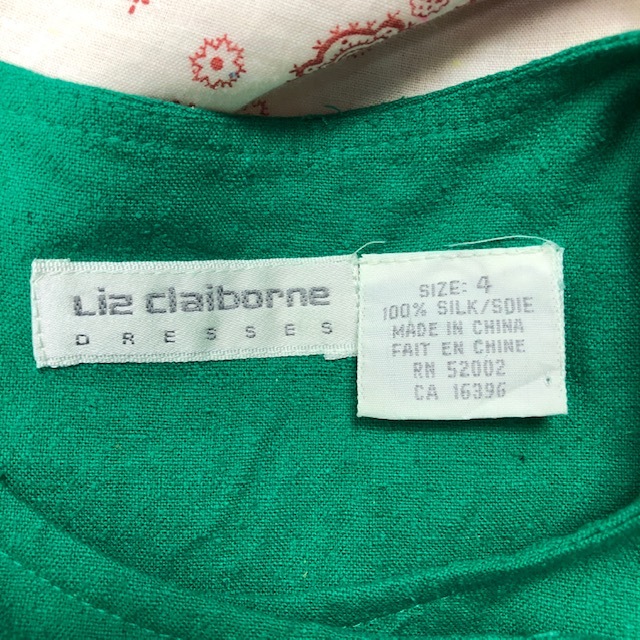 Liz claiborne
DRESSES
SIZE: 4
100% SILK/SOIE
MADE IN CHINA
FAIT EN CHINE
RN 52002
CA 16396